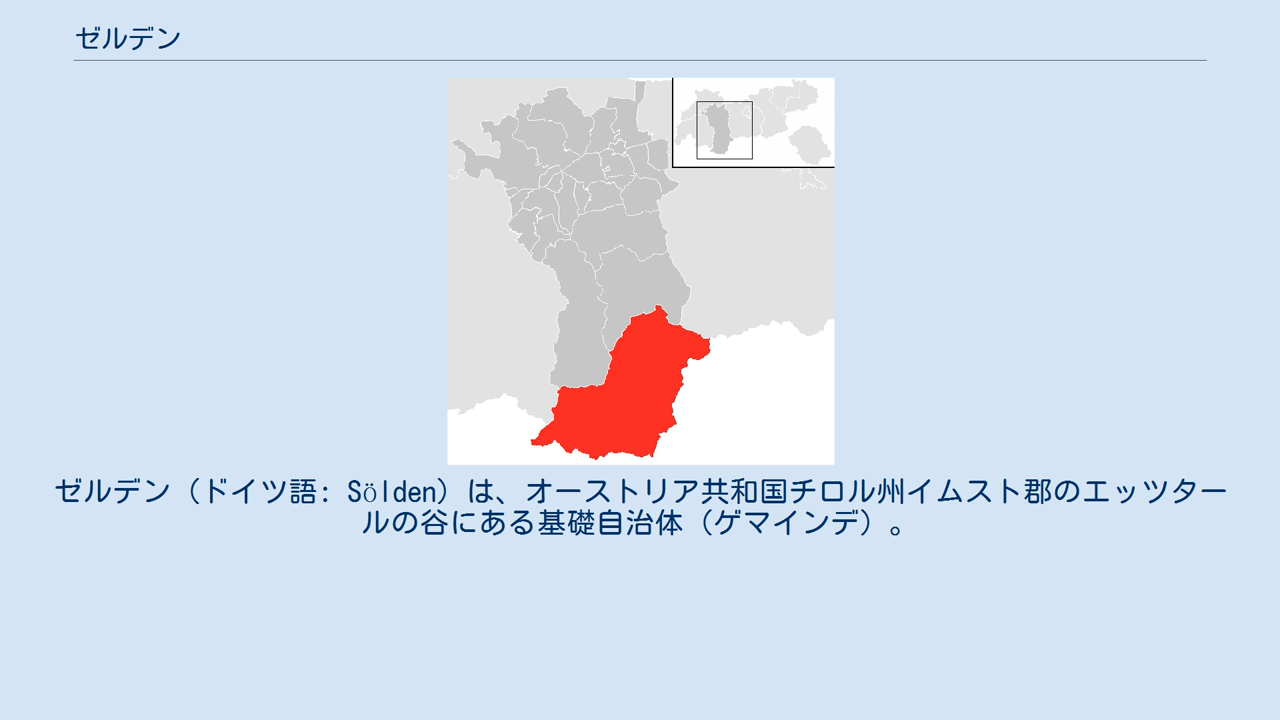 ゼルデン
ゼルデン（ドイツ語: Sölden）は、オーストリア共和国チロル州イムスト郡のエッツター
ルの谷にある基礎自治体（ゲマインデ）。